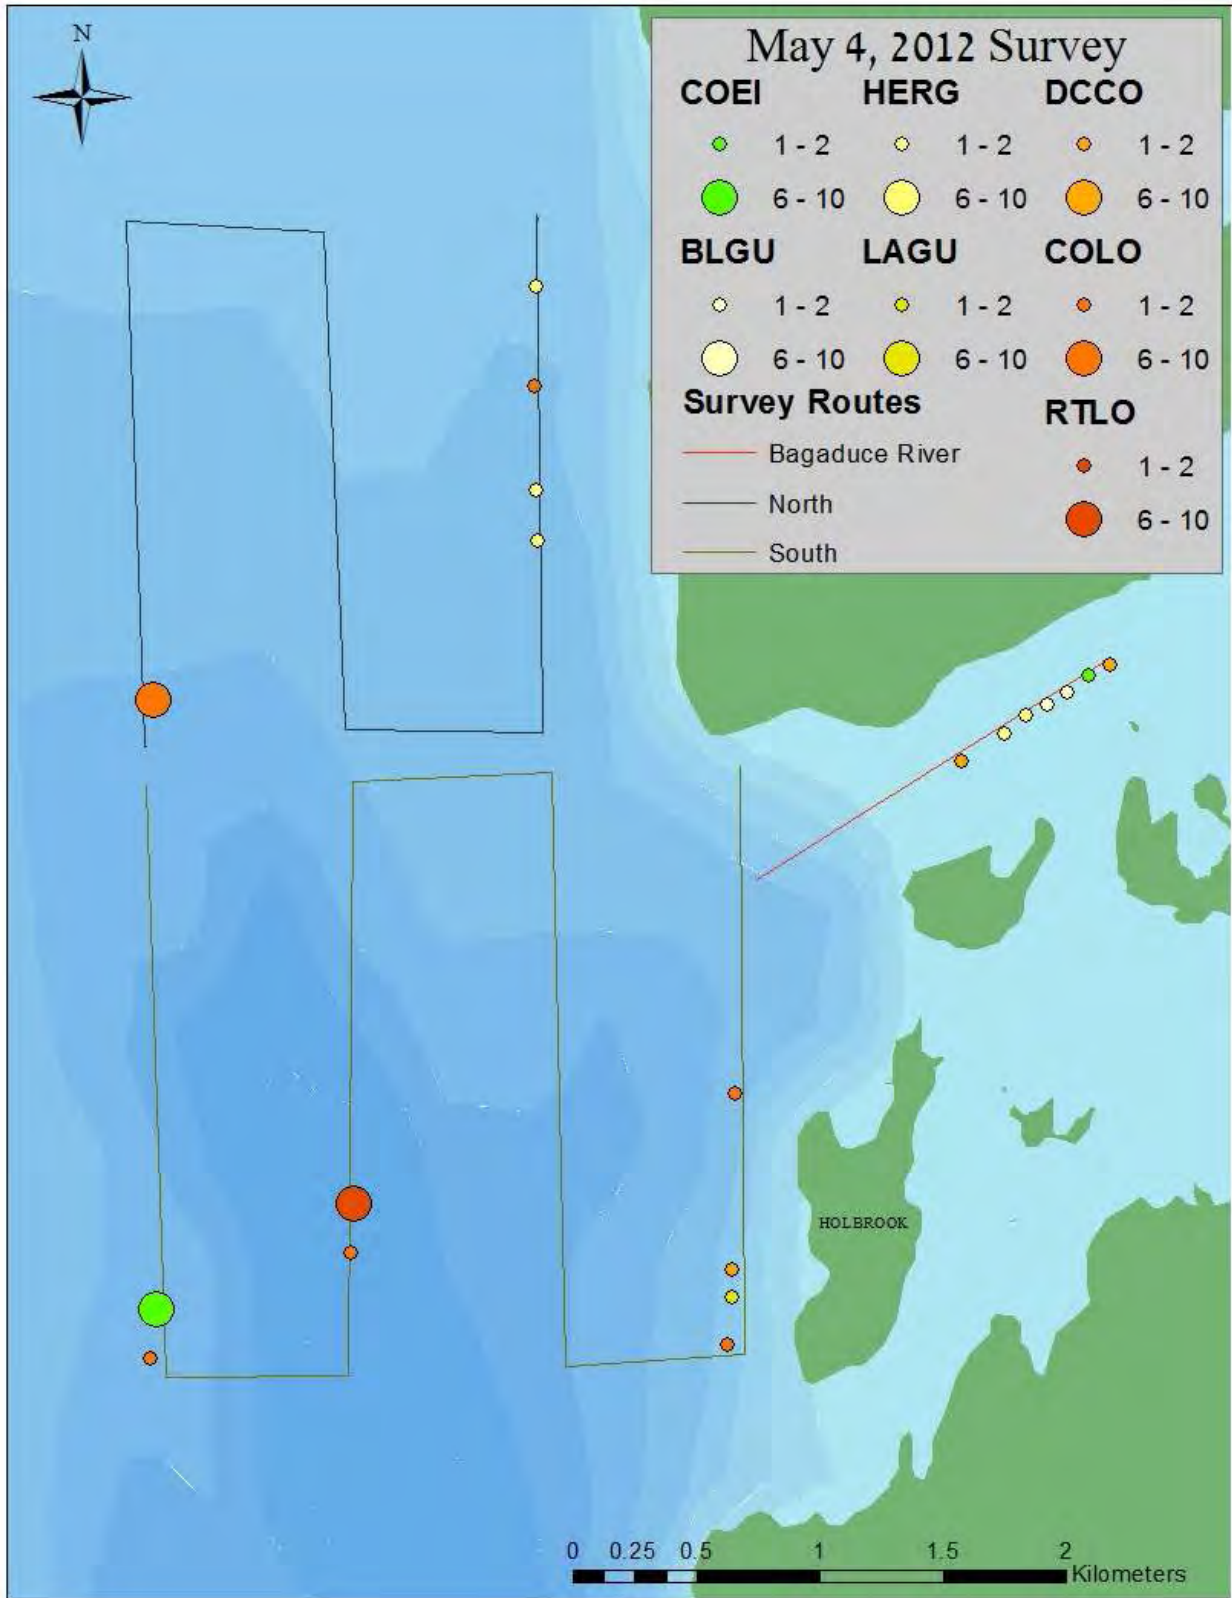 N
May 4, 2012 Survey
COEI HERG DCCO
1 - 2 1 - 2 1 - 2
6 - 10 6 - 10 6 - 10
BLGU LAGU COLO
1 - 2 1 - 2 1 - 2
6 - 10 6 - 10 6 - 10
Survey Routes RTLO
Bagaduce River 1 - 2
North 6 - 10
South
HOLBROOK
0 0.25 0.5 1 1.5 2
Kilometers